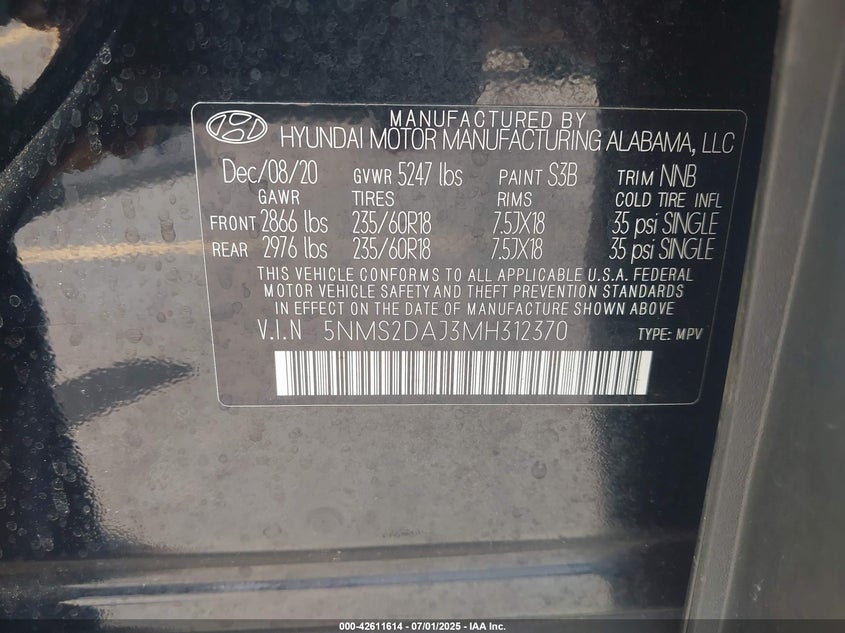 MANUFACTURED BY
HYUNDAI MOTOR MANUFACTURING ALABAMA, LLC
Dec/08/20 GVWR 5247 lbs PAINT S3B TRIM NNB
GAWR TIRES RIMS COLD TIRE INFL
FRONT 2866 lbs 235/60R18 7.5JX18 35 psi SINGLE
REAR 2976 lbs 235/60R18 7.5JX18 35 psi SINGLE
THIS VEHICLE CONFORMS TO ALL APPLICABLE U.S.A. FEDERAL
MOTOR VEHICLE SAFETY AND THEFT PREVENTION STANDARDS
IN EFFECT ON THE DATE OF MANUFACTURE SHOWN ABOVE
V.I.N 5NMS2DAJ3MH312370 TYPE: MPV
000-42611614 - 07/01/2025 - IAA Inc.